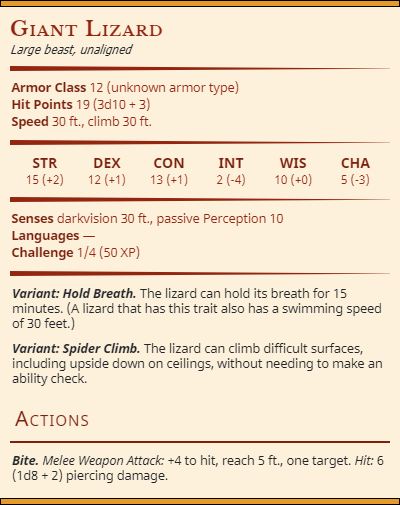 Giant Lizard
Large beast, unaligned
Armor Class 12 (unknown armor type)
Hit Points 19 (3d10 + 3)
Speed 30 ft., climb 30 ft.
STR DEX CON INT WIS CHA
15 (+2) 12 (+1) 13 (+1) 2 (-4) 10 (+0) 5 (-3)
Senses darkvision 30 ft., passive Perception 10
Languages —
Challenge 1/4 (50 XP)
Variant: Hold Breath. The lizard can hold its breath for 15
minutes. (A lizard that has this trait also has a swimming speed
of 30 feet.)
Variant: Spider Climb. The lizard can climb difficult surfaces,
including upside down on ceilings, without needing to make an
ability check.
Actions
Bite. Melee Weapon Attack: +4 to hit, reach 5 ft., one target. Hit: 6
(1d8 + 2) piercing damage.